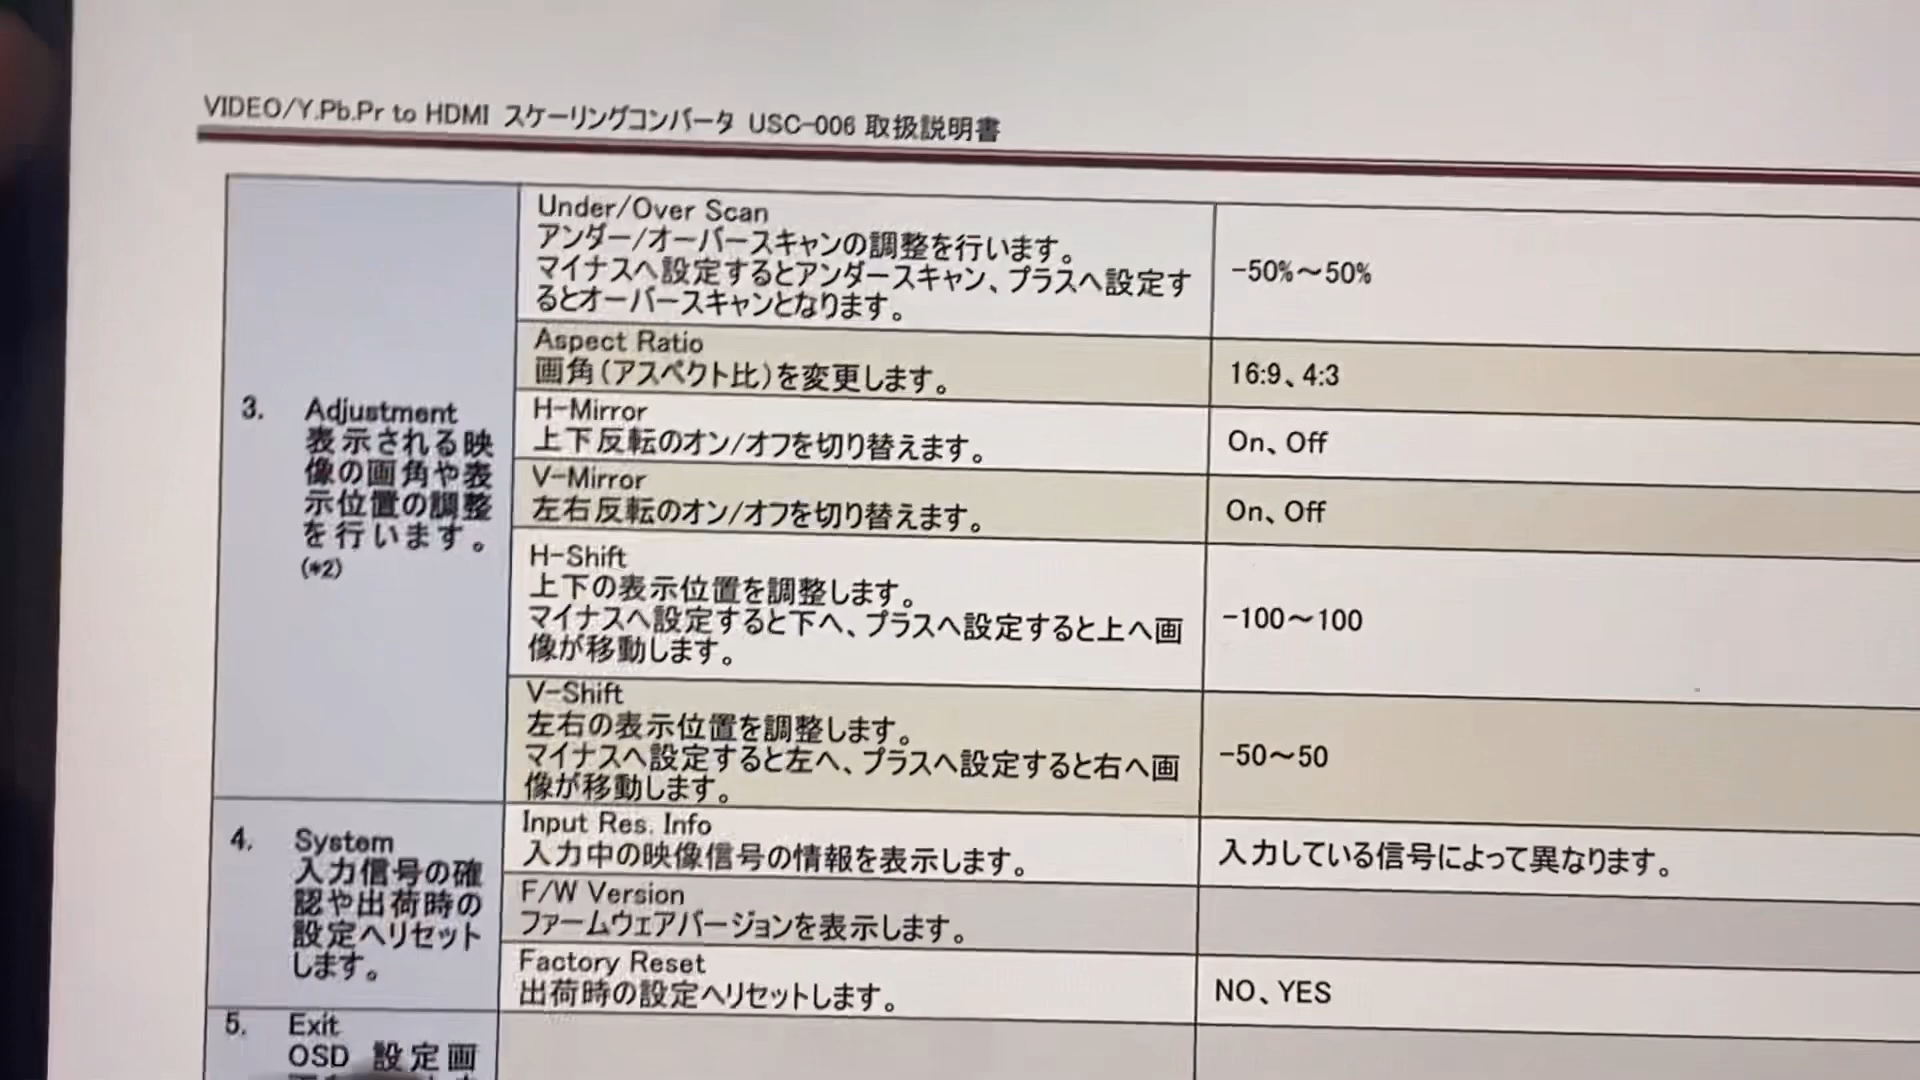 VIDEO/Y.Pb.Pr to HDMI スケーリングコンバータ USC-006 取扱説明書
3. Adjustment
表示される映
像の画角や表
示位置の調整
を行います。
(*2)
Under/Over Scan
アンダー/オーバースキャンの調整を行います。
マイナスへ設定するとアンダースキャン、プラスへ設定す
るとオーバースキャンとなります。
-50%～50%
Aspect Ratio
画角(アスペクト比)を変更します。
16:9、4:3
H-Mirror
上下反転のオン/オフを切り替えます。
On、Off
V-Mirror
左右反転のオン/オフを切り替えます。
On、Off
H-Shift
上下の表示位置を調整します。
マイナスへ設定すると下へ、プラスへ設定すると上へ画
像が移動します。
-100～100
V-Shift
左右の表示位置を調整します。
マイナスへ設定すると左へ、プラスへ設定すると右へ画
像が移動します。
-50～50
4. System
入力信号の確
認や出荷時の
設定へリセット
します。
Input Res. Info
入力中の映像信号の情報を表示します。
入力している信号によって異なります。
F/W Version
ファームウェアバージョンを表示します。
Factory Reset
出荷時の設定へリセットします。
NO、YES
5. Exit
OSD 設定画